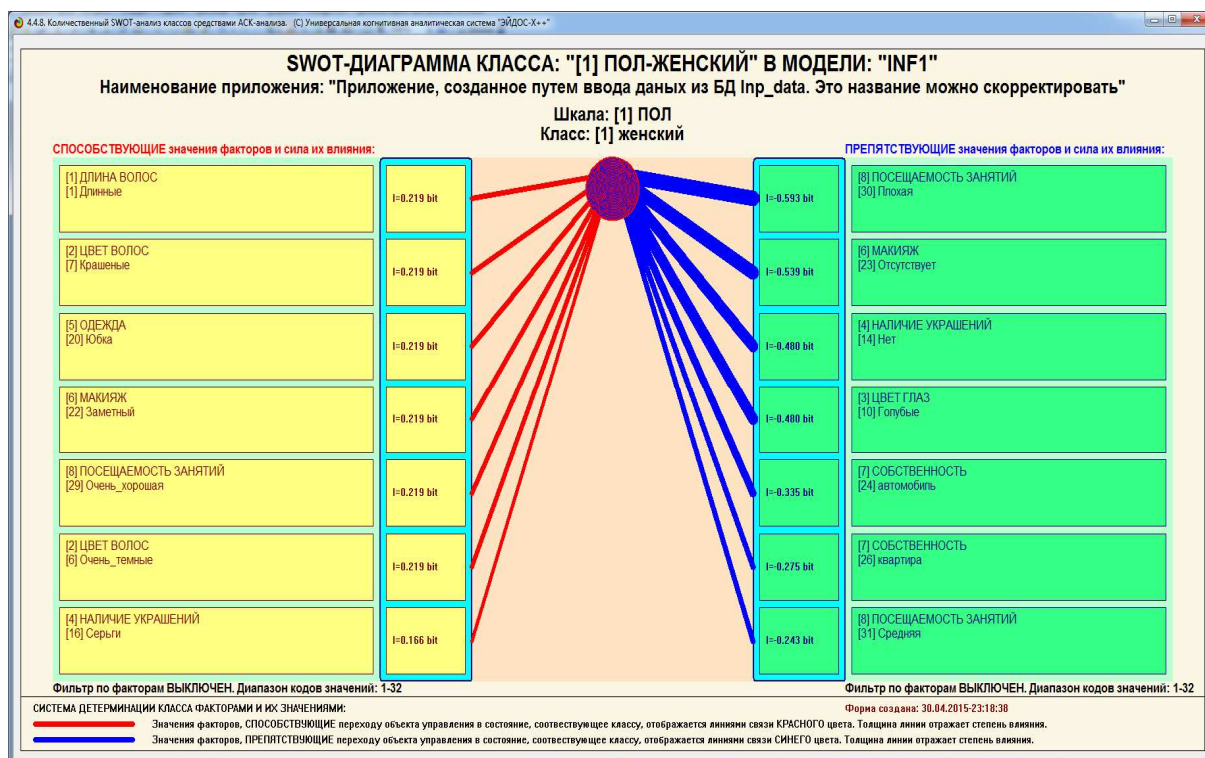 4.4.8. Количественный SWOT-анализ классов средствами АСК-анализа. (С) Универсальная когнитивная аналитическая система "ЭЙДОС-Х++"
SWOT-ДИАГРАММА КЛАССА: "[1] ПОЛ-ЖЕНСКИЙ" В МОДЕЛИ: "INF1"
Наименование приложения: "Приложение, созданное путем ввода даных из БД Inp_data. Это название можно скорректировать"
Шкала: [1] ПОЛ
Класс: [1] женский
СПОСОБСТВУЮЩИЕ значения факторов и сила их влияния:
[1] ДЛИНА ВОЛОС
[1] Длинные
I=0.219 bit
[2] ЦВЕТ ВОЛОС
[7] Крашеные
I=0.219 bit
[5] ОДЕЖДА
[20] Юбка
I=0.219 bit
[6] МАКИЯЖ
[22] Заметный
I=0.219 bit
[8] ПОСЕЩАЕМОСТЬ ЗАНЯТИЙ
[29] Очень_хорошая
I=0.219 bit
[2] ЦВЕТ ВОЛОС
[6] Очень_темные
I=0.219 bit
[4] НАЛИЧИЕ УКРАШЕНИЙ
[16] Серьги
I=0.166 bit
Фильтр по факторам ВЫКЛЮЧЕН. Диапазон кодов значений: 1-32
ПРЕПЯТСТВУЮЩИЕ значения факторов и сила их влияния:
I=-0.593 bit
[8] ПОСЕЩАЕМОСТЬ ЗАНЯТИЙ
[30] Плохая
I=-0.539 bit
[6] МАКИЯЖ
[23] Отсутствует
I=-0.480 bit
[4] НАЛИЧИЕ УКРАШЕНИЙ
[14] Нет
I=-0.480 bit
[3] ЦВЕТ ГЛАЗ
[10] Голубые
I=-0.335 bit
[7] СОБСТВЕННОСТЬ
[24] автомобиль
I=-0.275 bit
[7] СОБСТВЕННОСТЬ
[26] квартира
I=-0.243 bit
[8] ПОСЕЩАЕМОСТЬ ЗАНЯТИЙ
[31] Средняя
Фильтр по факторам ВЫКЛЮЧЕН. Диапазон кодов значений: 1-32
СИСТЕМА ДЕТЕРМИНАЦИИ КЛАССА ФАКТОРАМИ И ИХ ЗНАЧЕНИЯМИ:
Форма создана: 30.04.2015-23:18:38
Значения факторов, СПОСОБСТВУЮЩИЕ переходу объекта управления в состояние, соотвествующее классу, отображается линиями связи КРАСНОГО цвета. Толщина линии отражает степень влияния.
Значения факторов, ПРЕПЯТСТВУЮЩИЕ переходу объекта управления в состояние, соотвествующее классу, отображается линиями связи СИНЕГО цвета. Толщина линии отражает степень влияния.